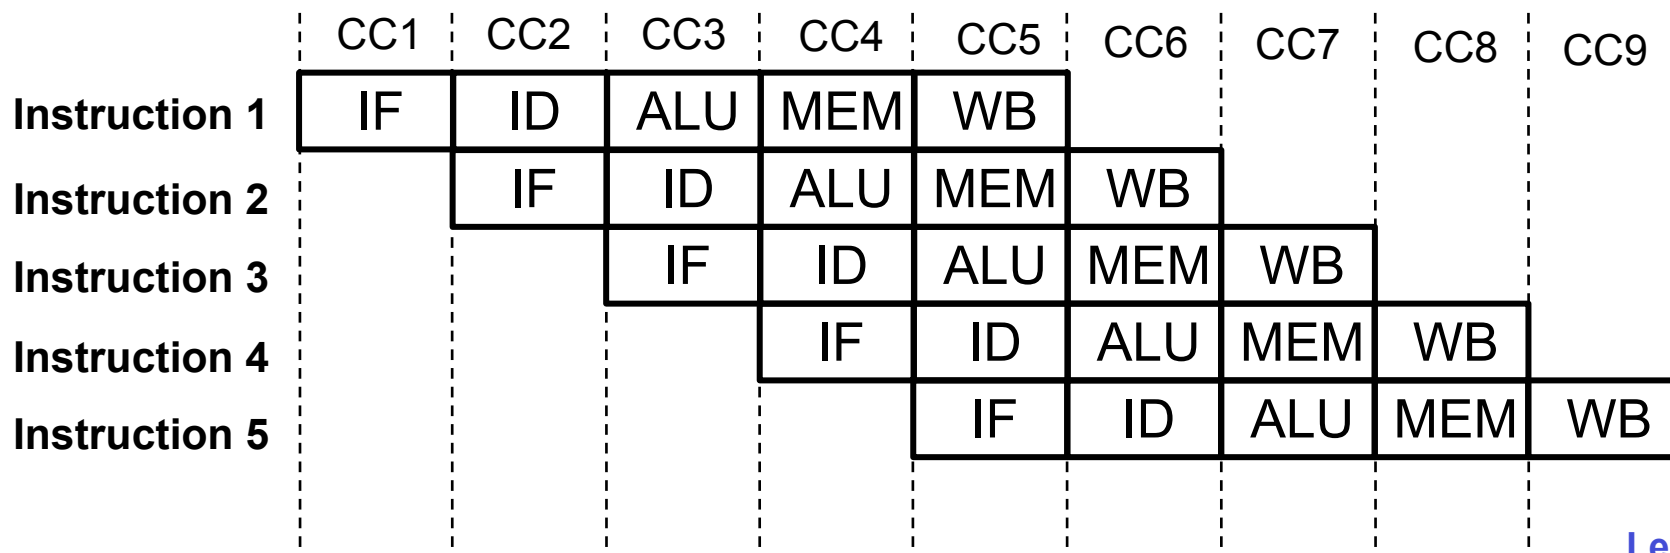 CC1 CC2 CC3 CC4 CC5 CC6 CC7 CC8 CC9
Instruction 1 IF ID ALU MEM WB
Instruction 2 IF ID ALU MEM WB
Instruction 3 IF ID ALU MEM WB
Instruction 4 IF ID ALU MEM WB
Instruction 5 IF ID ALU MEM WB